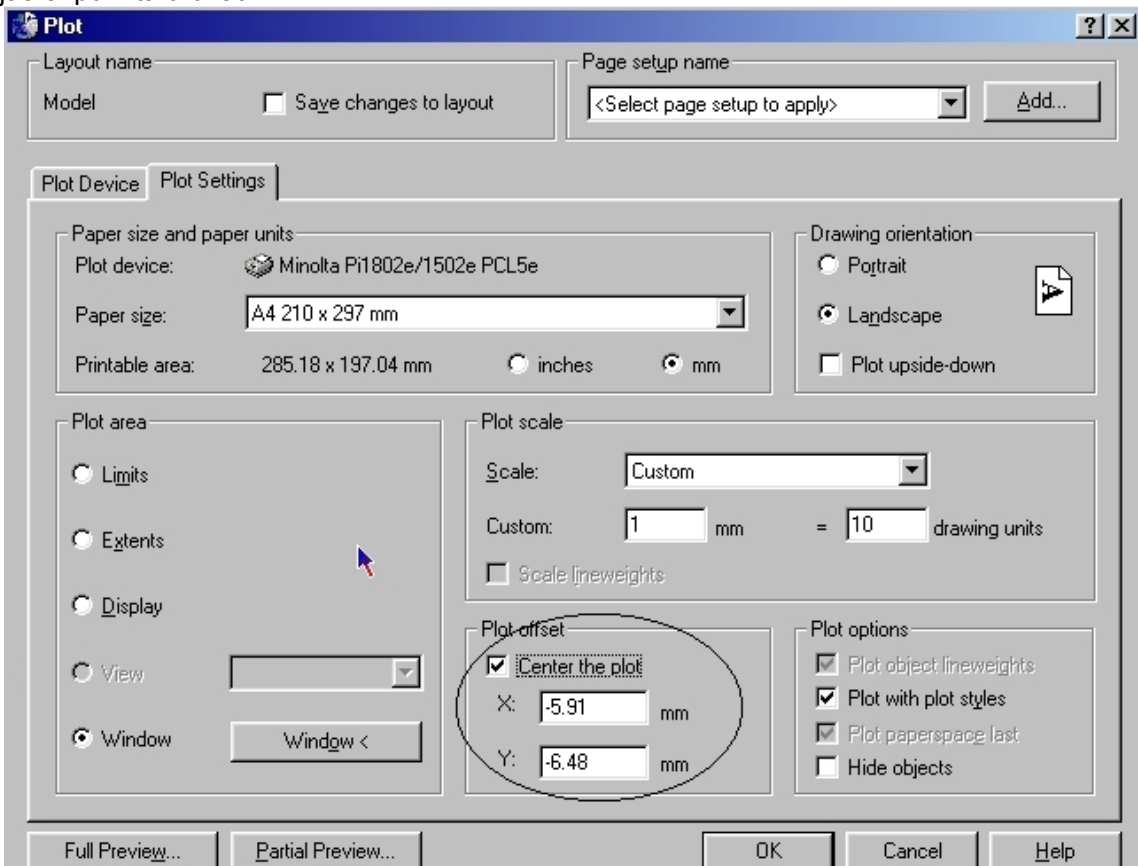 Plot
Layout name
Model
Save changes to layout
Page setup name
<Select page setup to apply>
Add...
Plot Device
Plot Settings
Paper size and paper units
Plot device:
Minolta Pi1802e/1502e PCL5e
Paper size:
A4 210 x 297 mm
Printable area:
285.18 x 197.04 mm
inches
mm
Drawing orientation
Portrait
Landscape
Plot upside-down
A
Plot area
Limits
Extents
Display
View
Window
Window <
Plot scale
Scale:
Custom
Custom:
1 mm = 10 drawing units
Scale lineweights
Plot offset
Center the plot
X: -5.91 mm
Y: -6.48 mm
Plot options
Plot object lineweights
Plot with plot styles
Plot paperspace last
Hide objects
Full Preview...
Partial Preview...
OK
Cancel
Help